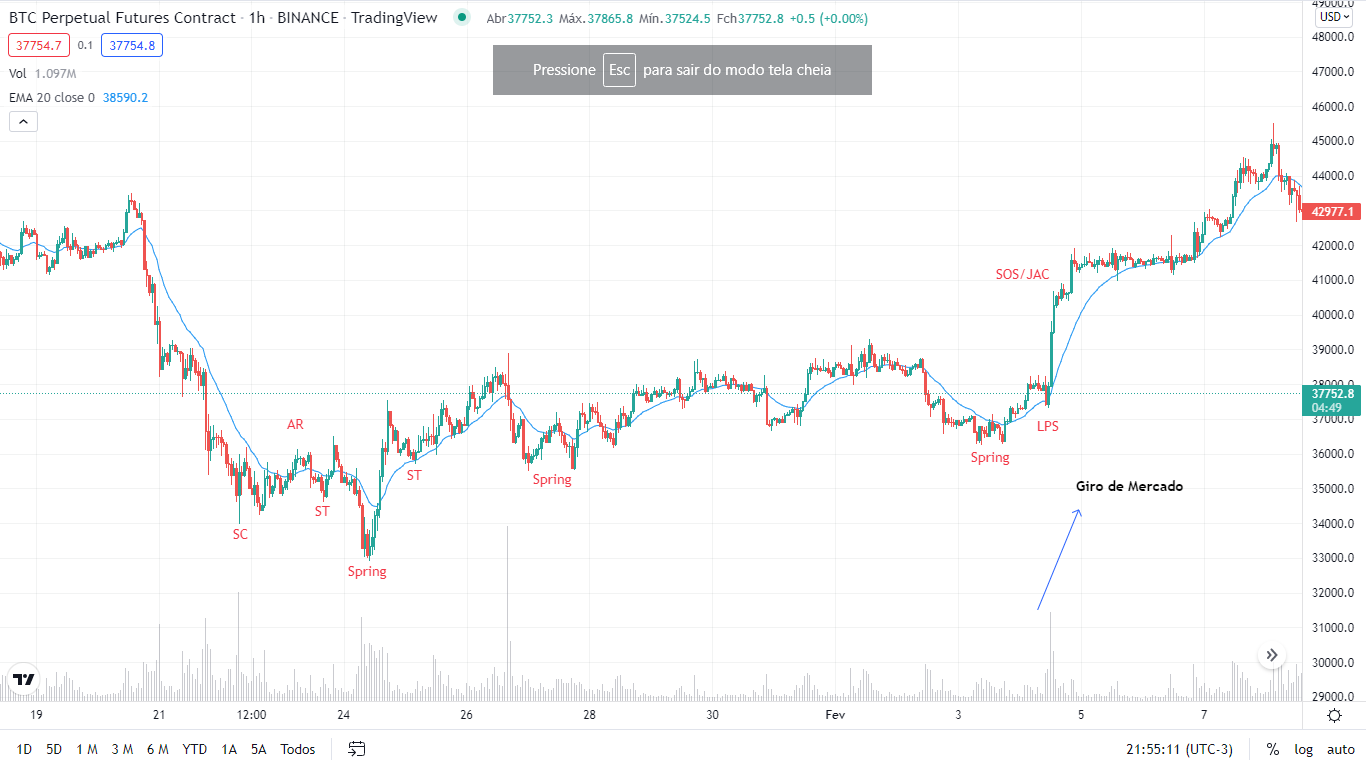 BTC Perpetual Futures Contract · 1h · BINANCE · TradingView
Abr37752.3 Máx.37865.8 Mín.37524.5 Fch37752.8 +0.5 (+0.00%)
USD
37754.7 0.1 37754.8
Vol 1.097M
EMA 20 close 0 38590.2
Pressione Esc para sair do modo tela cheia
49000.0
48000.0
47000.0
46000.0
45000.0
44000.0
42977.1
42000.0
41000.0
40000.0
39000.0
38000.0
37752.8
04:49
37000.0
36000.0
35000.0
34000.0
33000.0
32000.0
31000.0
30000.0
29000.0
SOS/JAC
AR
LPS
Spring
ST
Spring
Giro de Mercado
ST
SC
Spring
19 21 12:00 24 26 28 30 Fev 3 5 7
1D 5D 1 M 3 M 6 M YTD 1A 5A Todos
21:55:11 (UTC-3) % log auto